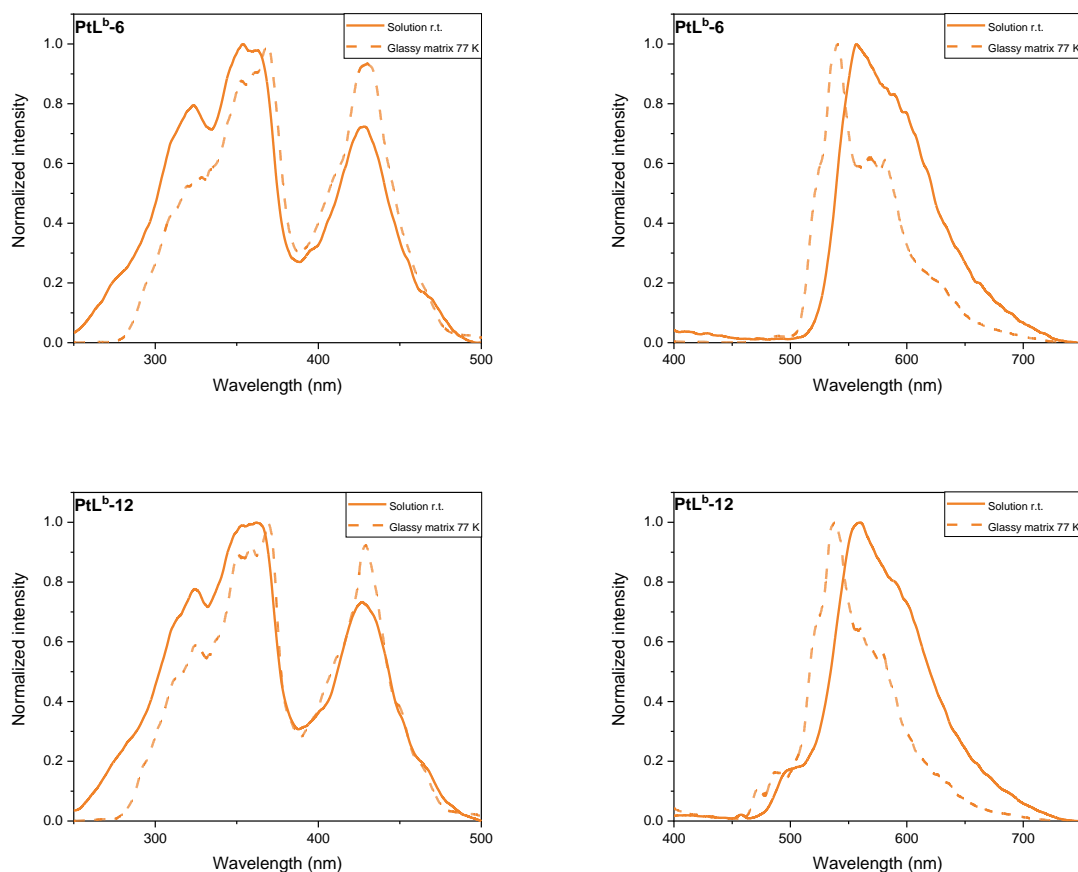 PtLᵇ-6
Solution r.t.
Glassy matrix 77 K
1.0
0.8
0.6
0.4
0.2
0.0
Normalized intensity
300
400
500
Wavelength (nm)
PtLᵇ-6
Solution r.t.
Glassy matrix 77 K
1.0
0.8
0.6
0.4
0.2
0.0
Normalized intensity
400
500
600
700
Wavelength (nm)
PtLᵇ-12
Solution r.t.
Glassy matrix 77 K
1.0
0.8
0.6
0.4
0.2
0.0
Normalized intensity
300
400
500
Wavelength (nm)
PtLᵇ-12
Solution r.t.
Glassy matrix 77 K
1.0
0.8
0.6
0.4
0.2
0.0
Normalized intensity
400
500
600
700
Wavelength (nm)